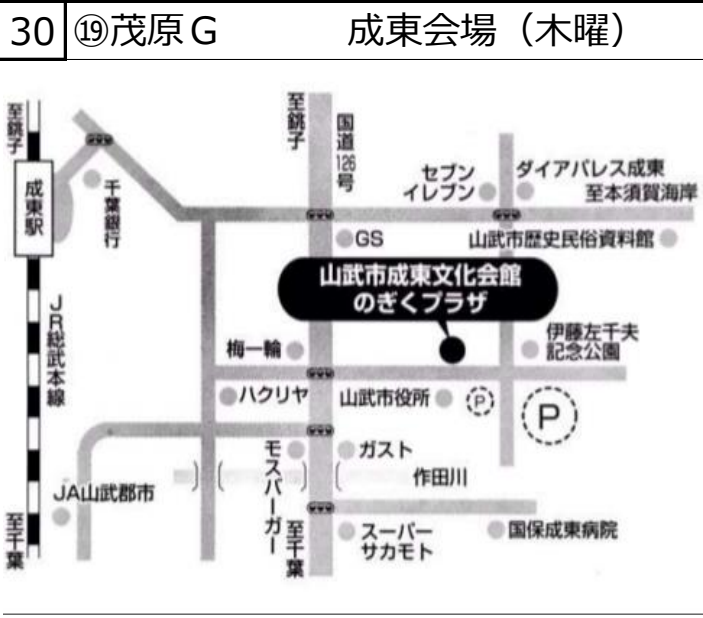 30 ⑲茂原Ｇ 成東会場（木曜）
至銚子
至銚子
国道126号
セブン
イレブン
ダイアパレス成東
至本須賀海岸
成東駅
千葉銀行
GS
山武市歴史民俗資料館
山武市成東文化会館
のぎくプラザ
JR総武本線
梅一輪
伊藤左千夫
記念公園
ハクリヤ
山武市役所
P
P
モスバーガー
ガスト
作田川
JA山武郡市
至千葉
至千葉
スーパー
サカモト
国保成東病院